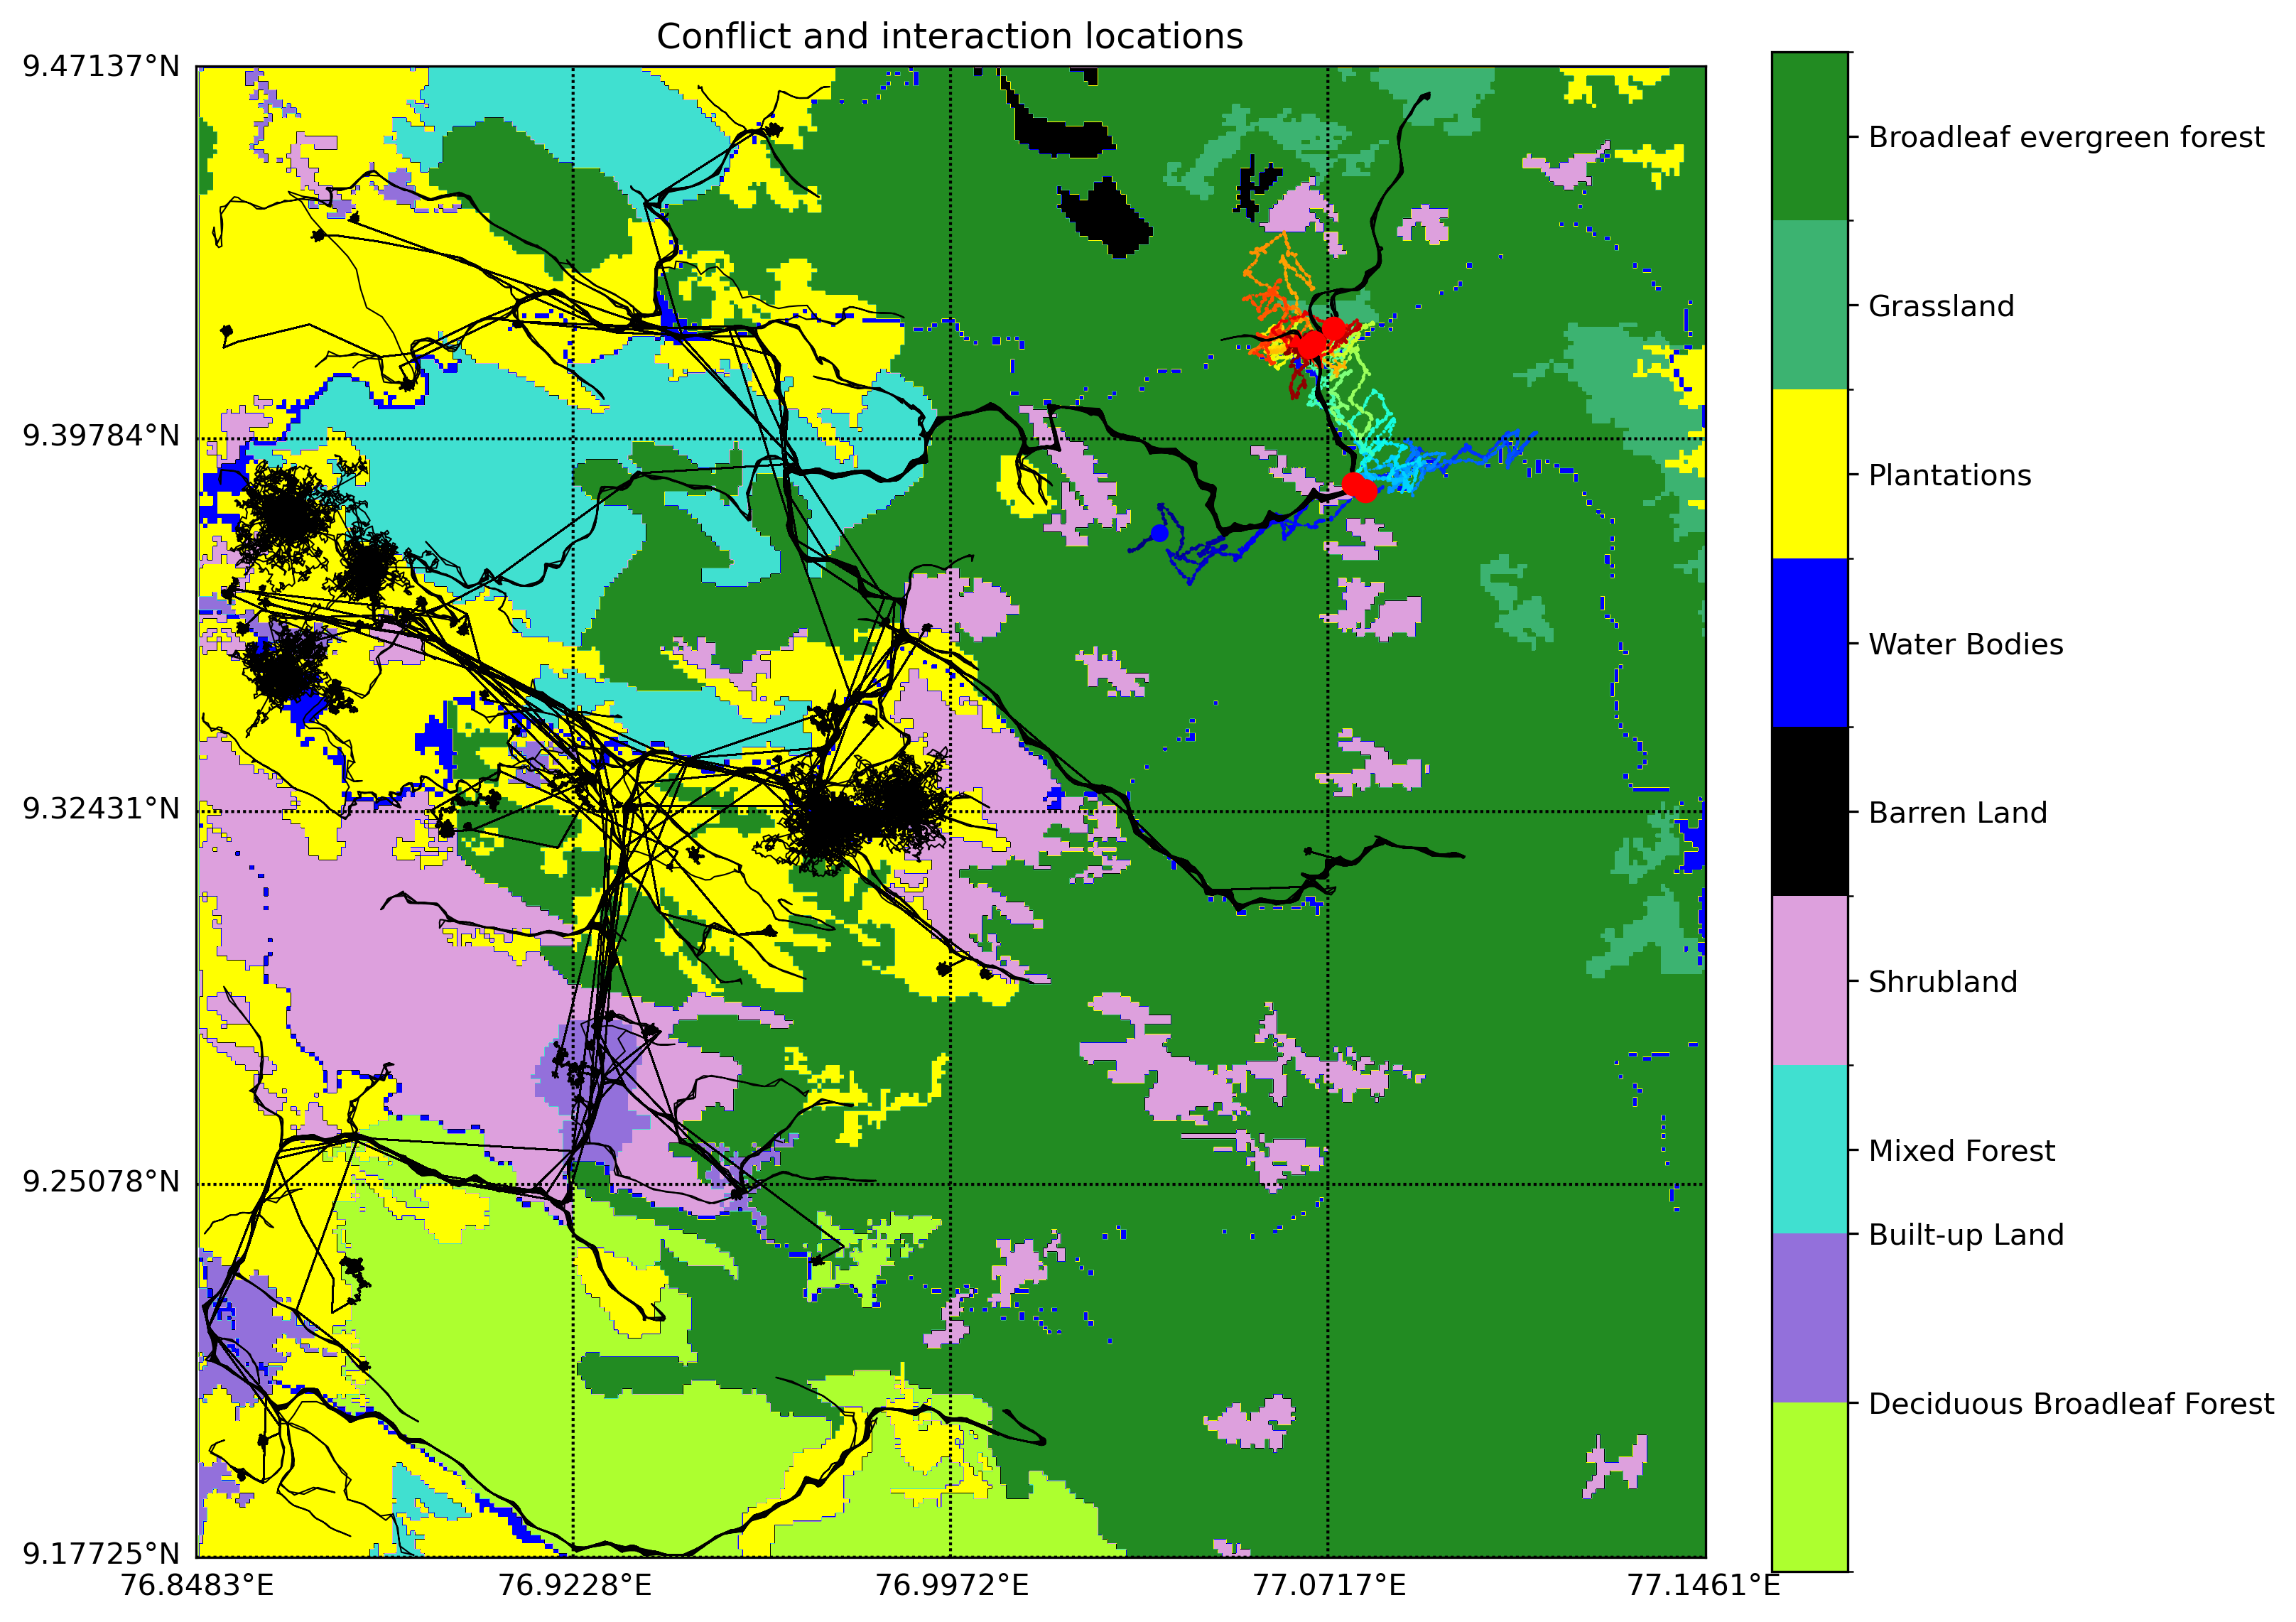 Conflict and interaction locations
9.47137°N
9.39784°N
9.32431°N
9.25078°N
9.17725°N
76.8483°E
76.9228°E
76.9972°E
77.0717°E
77.1461°E
Broadleaf evergreen forest
Grassland
Plantations
Water Bodies
Barren Land
Shrubland
Mixed Forest
Built-up Land
Deciduous Broadleaf Forest